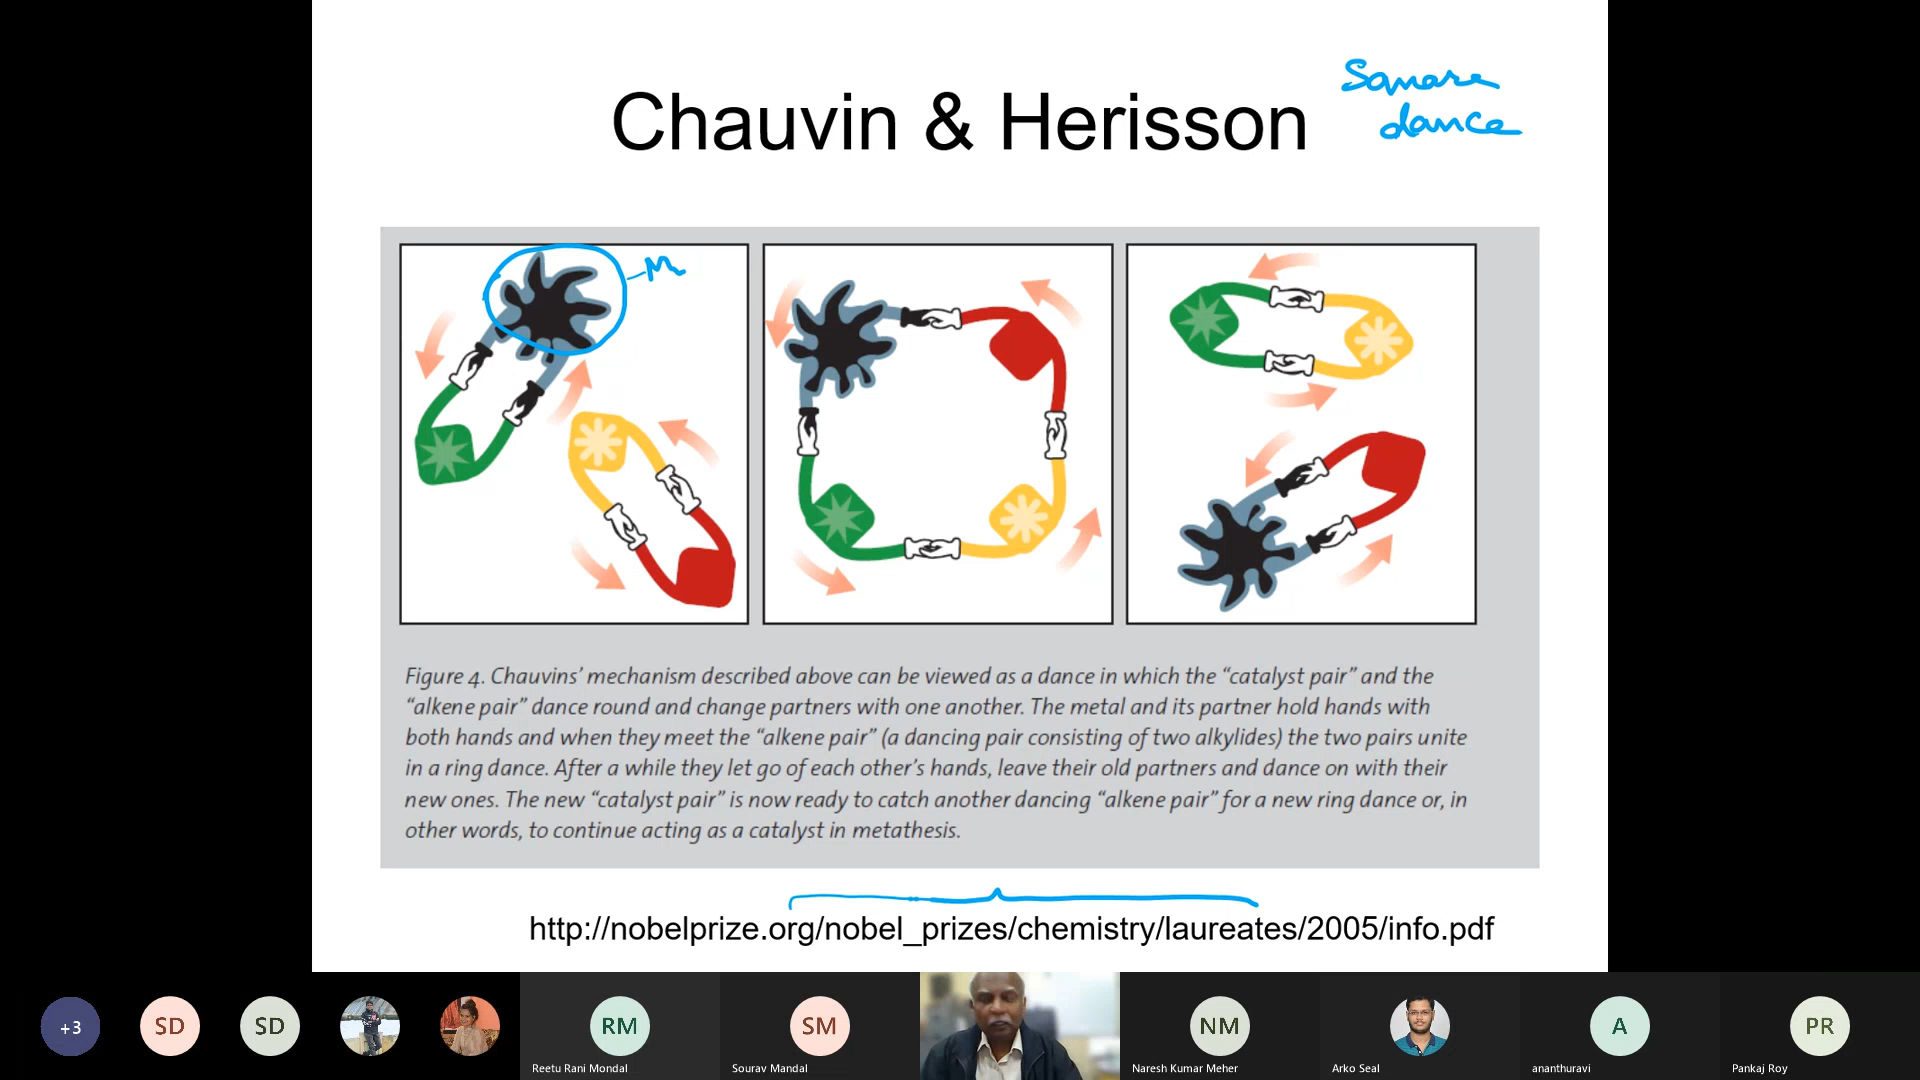 Square
dance
Chauvin & Herisson
M
Figure 4. Chauvins’ mechanism described above can be viewed as a dance in which the “catalyst pair” and the
“alkene pair” dance round and change partners with one another. The metal and its partner hold hands with
both hands and when they meet the “alkene pair” (a dancing pair consisting of two alkylides) the two pairs unite
in a ring dance. After a while they let go of each other’s hands, leave their old partners and dance on with their
new ones. The new “catalyst pair” is now ready to catch another dancing “alkene pair” for a new ring dance or, in
other words, to continue acting as a catalyst in metathesis.
http://nobelprize.org/nobel_prizes/chemistry/laureates/2005/info.pdf
+3
SD
SD
RM
SM
NM
A
PR
Reetu Rani Mondal
Sourav Mandal
Naresh Kumar Meher
Arko Seal
ananthuravi
Pankaj Roy